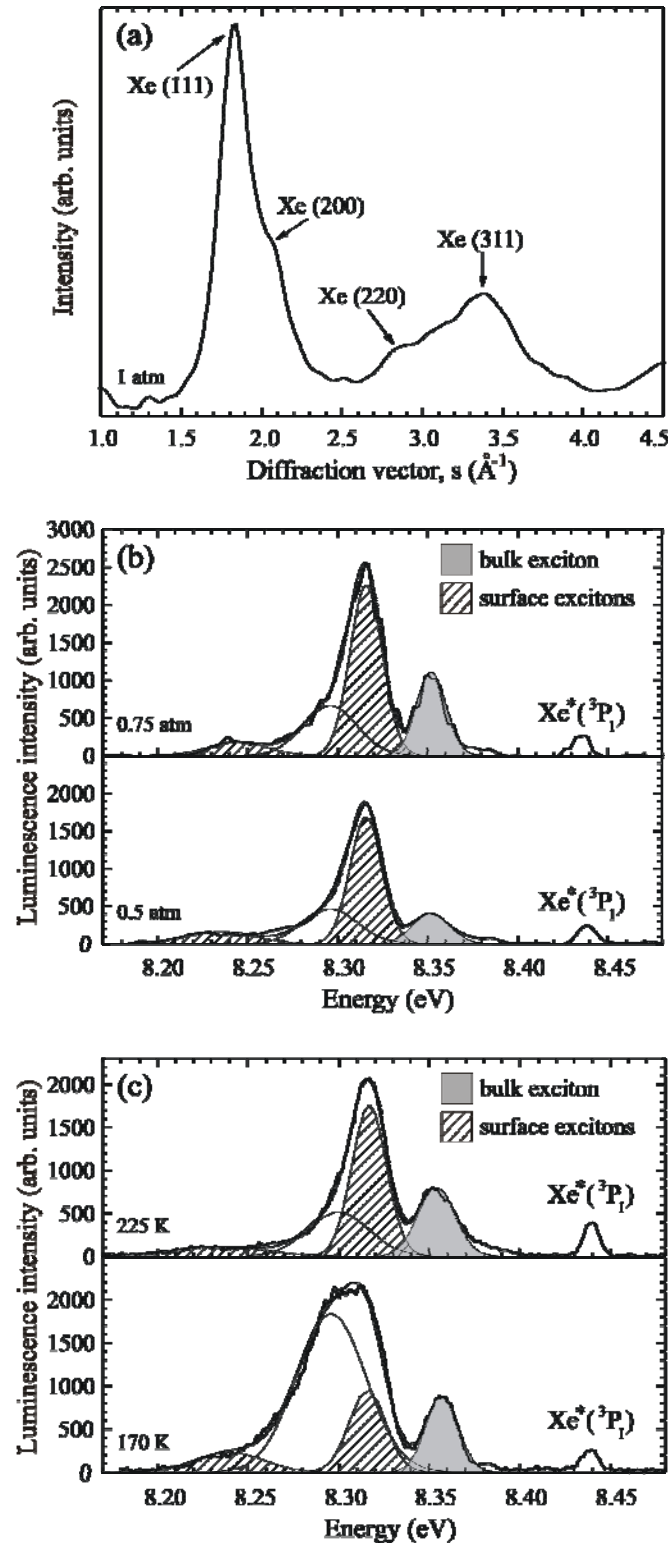 (a)
Xe (111)
Xe (200)
Xe (311)
Xe (220)
1 atm
Intensity (arb. units)
1.0 1.5 2.0 2.5 3.0 3.5 4.0 4.5
Diffraction vector, s (Å⁻¹)
(b)
bulk exciton
surface excitons
3000
2500
2000
1500
1000
500
0
0.75 atm
Xe*(³P₁)
Luminescence intensity (arb. units)
2000
1500
1000
500
0
0.5 atm
Xe*(³P₁)
8.20 8.25 8.30 8.35 8.40 8.45
Energy (eV)
(c)
bulk exciton
surface excitons
2000
1500
1000
500
0
225 K
Xe*(³P₁)
Luminescence intensity (arb. units)
2000
1500
1000
500
0
170 K
Xe*(³P₁)
8.20 8.25 8.30 8.35 8.40 8.45
Energy (eV)